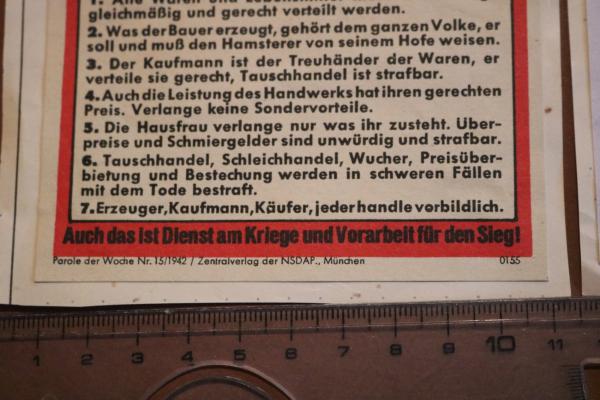 1. Alle Waren und Lebensmittel
gleichmäßig und gerecht verteilt werden.
2. Was der Bauer erzeugt, gehört dem ganzen Volke, er
soll und muß den Hamsterer von seinem Hofe weisen.
3. Der Kaufmann ist der Treuhänder der Waren, er
verteile sie gerecht, Tauschhandel ist strafbar.
4. Auch die Leistung des Handwerks hat ihren gerechten
Preis. Verlange keine Sondervorteile.
5. Die Hausfrau verlange nur was ihr zusteht. Über-
preise und Schmiergelder sind unwürdig und strafbar.
6. Tauschhandel, Schleichhandel, Wucher, Preisüber-
bietung und Bestechung werden in schweren Fällen
mit dem Tode bestraft.
7. Erzeuger, Kaufmann, Käufer, jeder handle vorbildlich.
Auch das ist Dienst am Kriege und Vorarbeit für den Sieg!
Parole der Woche Nr. 15/1942 / Zentralverlag der NSDAP., München 0155
1 2 3 4 5 6 7 8 9 10 11